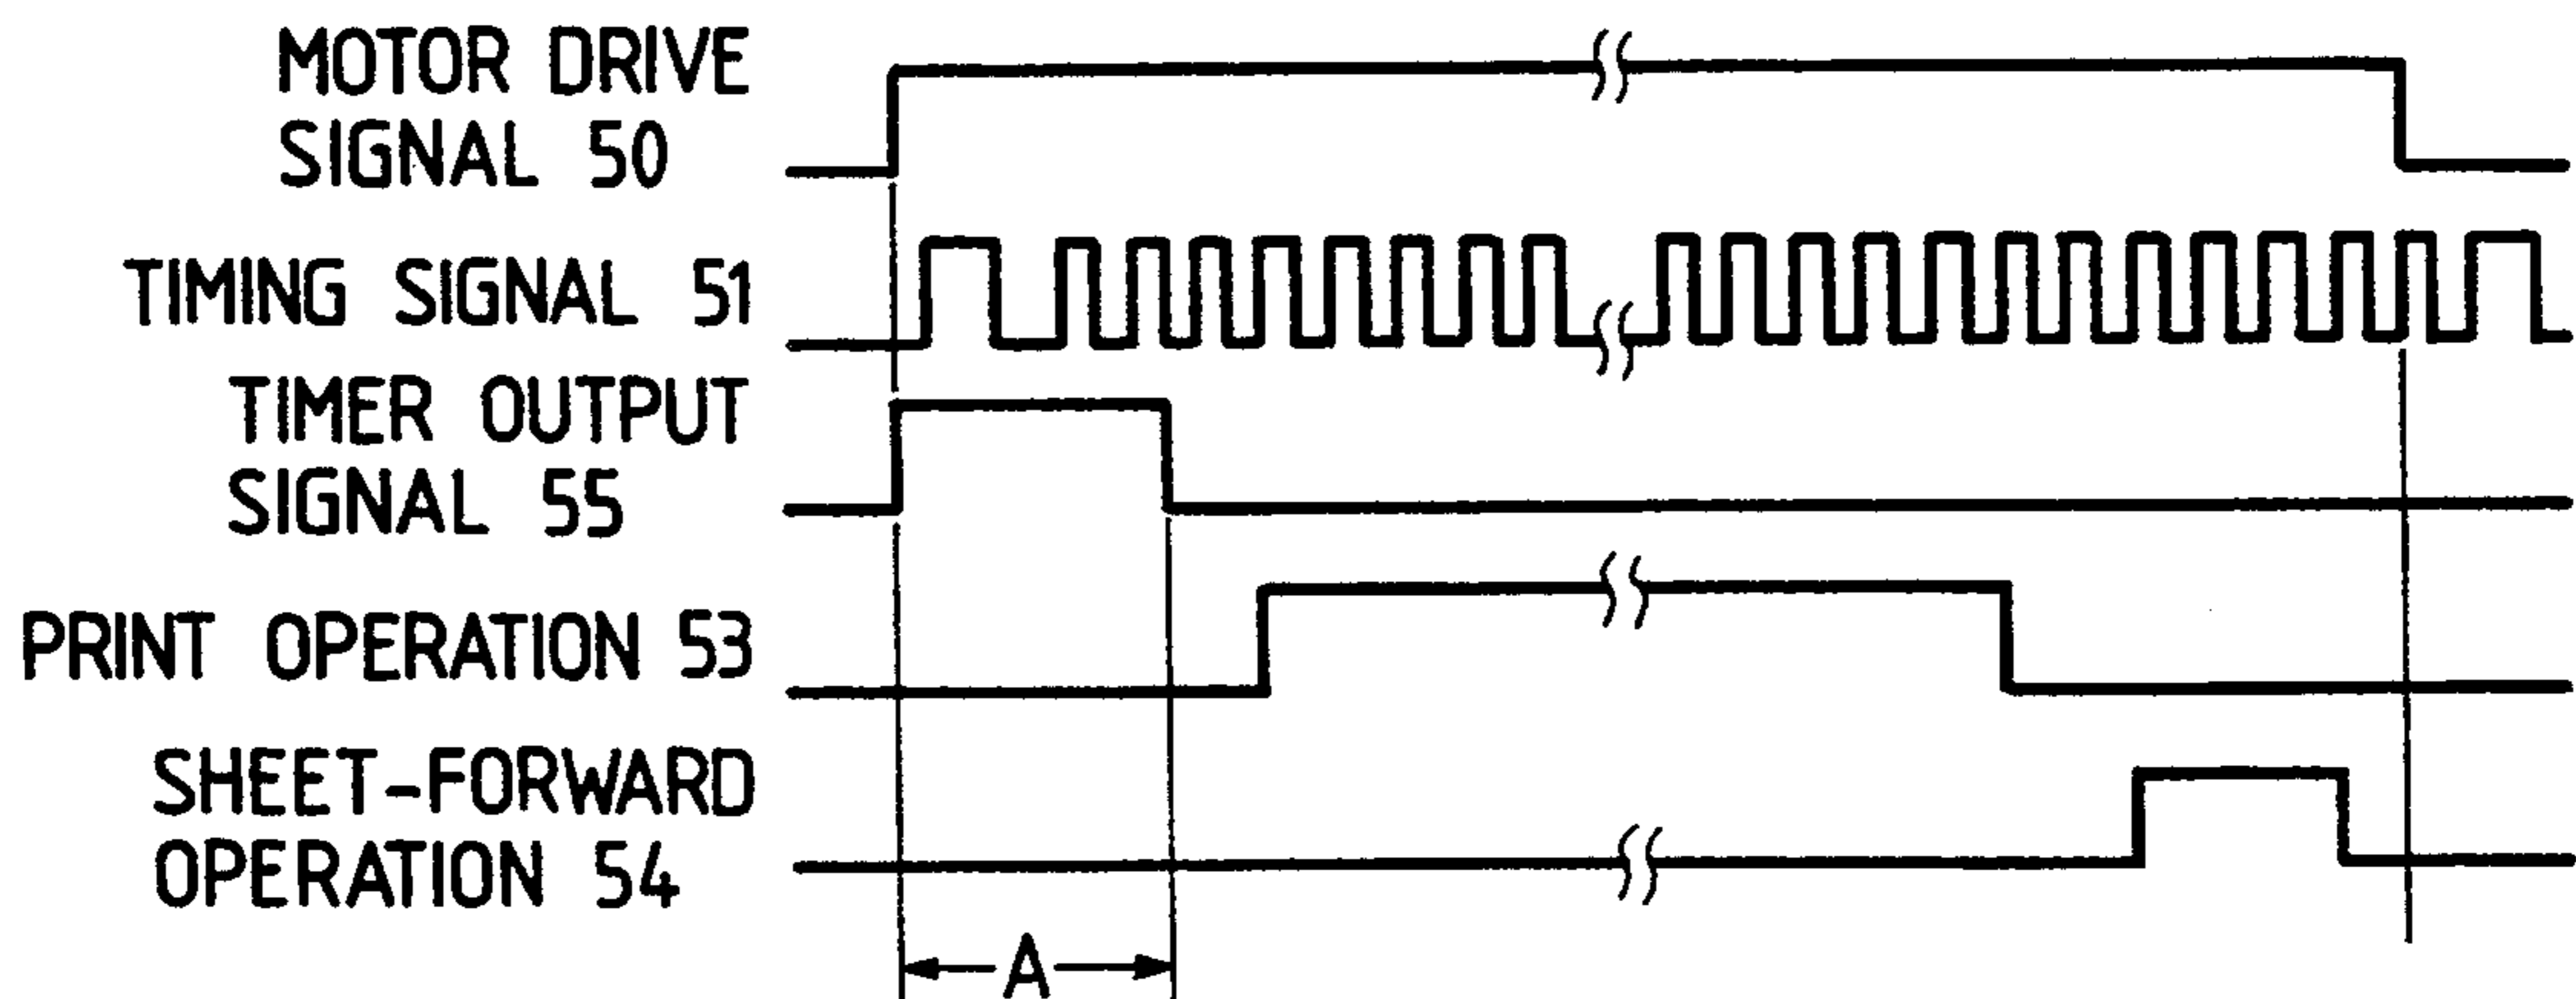 MOTOR DRIVE
SIGNAL 50
TIMING SIGNAL 51
TIMER OUTPUT
SIGNAL 55
PRINT OPERATION 53
SHEET-FORWARD
OPERATION 54
A